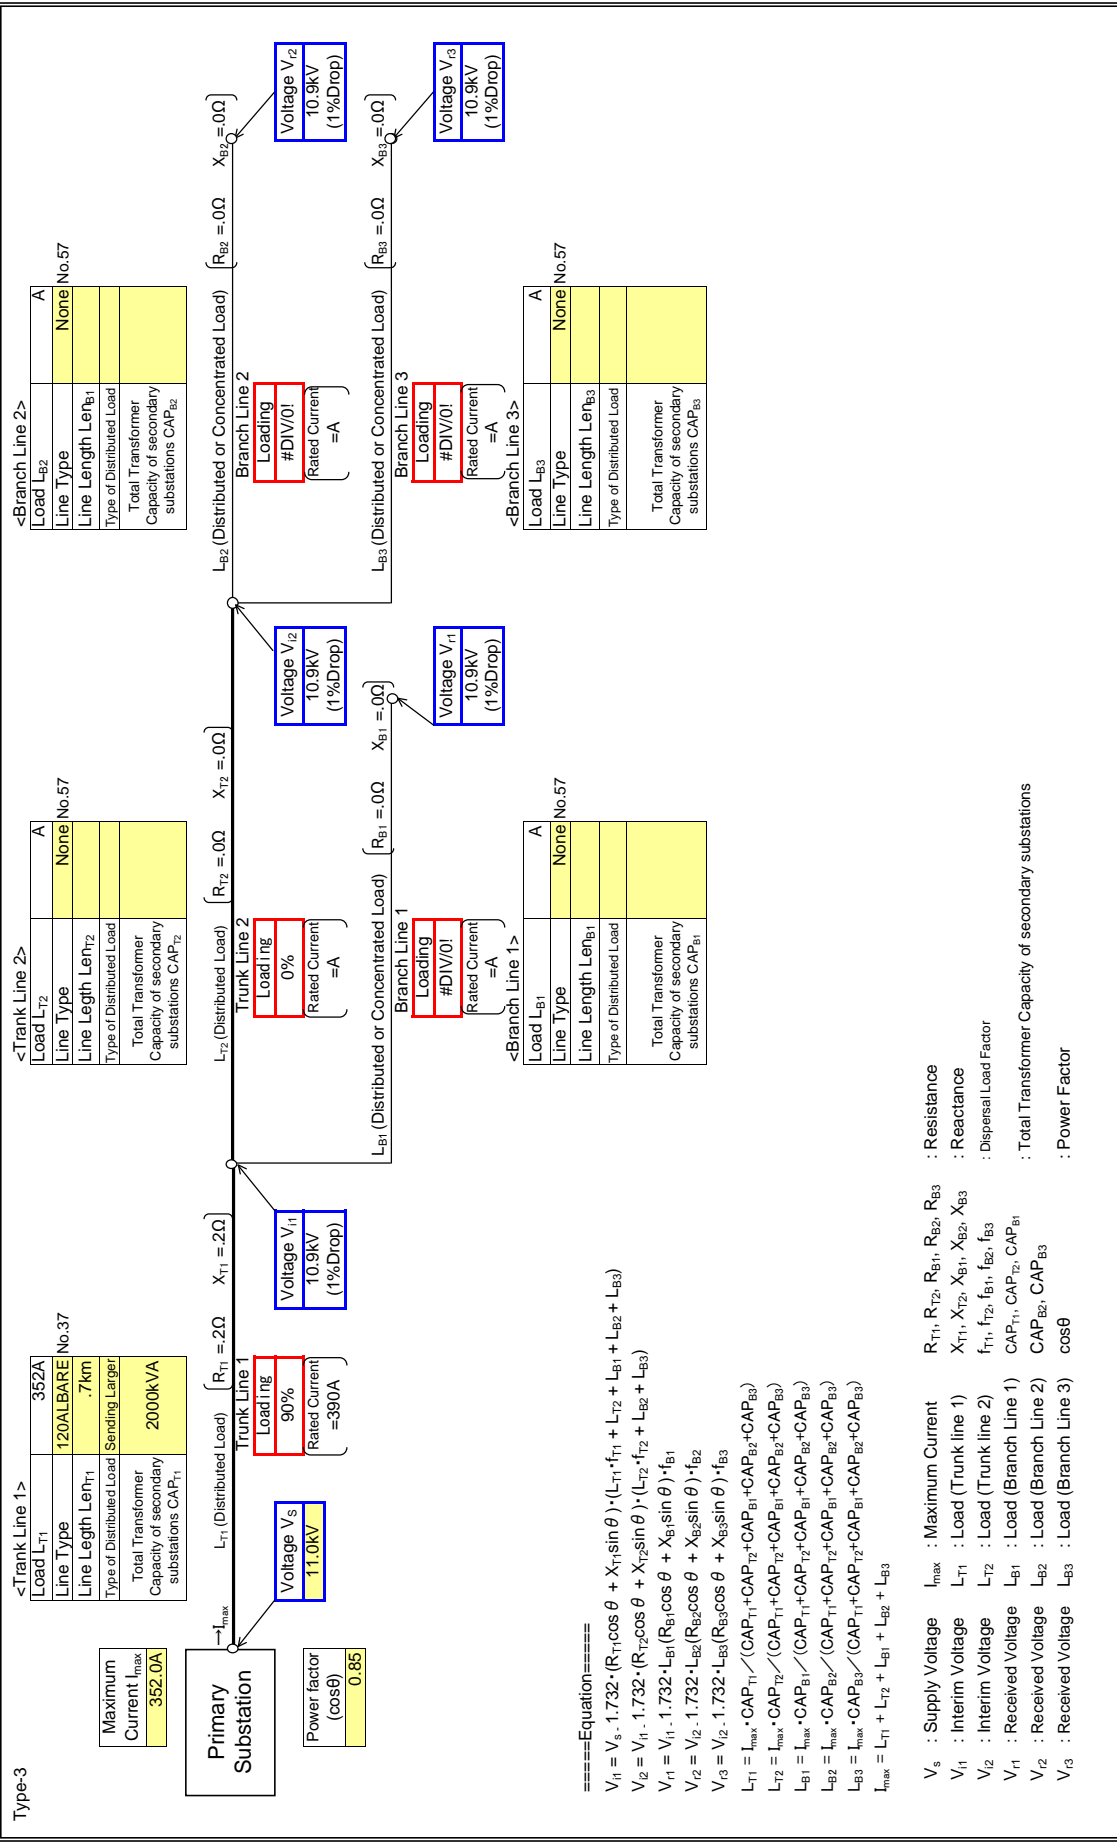 Type-3
<Trank Line 1>
Load LT1 352A
Line Type 120ALBARE No.37
Line Legth LenT1 .7km
Type of Distributed Load Sending Larger
Total Transformer
Capacity of secondary
substations CAPT1
2000kVA
<Trank Line 2>
Load LT2 A
Line Type None No.57
Line Legth LenT2
Type of Distributed Load
Total Transformer
Capacity of secondary
substations CAPT2
<Branch Line 2>
Load LB2 A
Line Type None No.57
Line Length LenB1
Type of Distributed Load
Total Transformer
Capacity of secondary
substations CAPB2
Maximum
Current Imax
352.0A
Primary
Substation
Power factor
(cosθ)
0.85
→Imax
Voltage VS
11.0kV
LT1 (Distributed Load) RT1 =.2Ω XT1 =.2Ω
Trunk Line 1
Loading
90%
Rated Current
=390A
Voltage Vi1
10.9kV
(1%Drop)
LT2 (Distributed Load) RT2 =.0Ω XT2 =.0Ω
Trunk Line 2
Loading
0%
Rated Current
=A
Voltage Vi2
10.9kV
(1%Drop)
LB2 (Distributed or Concentrated Load) RB2 =.0Ω XB2 =.0Ω
Branch Line 2
Loading
#DIV/0!
Rated Current
=A
Voltage Vr2
10.9kV
(1%Drop)
LB1 (Distributed or Concentrated Load) RB1 =.0Ω XB1 =.0Ω
Branch Line 1
Loading
#DIV/0!
Rated Current
=A
Voltage Vr1
10.9kV
(1%Drop)
LB3 (Distributed or Concentrated Load) RB3 =.0Ω XB3 =.0Ω
Branch Line 3
Loading
#DIV/0!
Rated Current
=A
Voltage Vr3
10.9kV
(1%Drop)
<Branch Line 1>
Load LB1 A
Line Type None No.57
Line Length LenB1
Type of Distributed Load
Total Transformer
Capacity of secondary
substations CAPB1
<Branch Line 3>
Load LB3 A
Line Type None No.57
Line Length LenB3
Type of Distributed Load
Total Transformer
Capacity of secondary
substations CAPB3
=====Equation=====
Vi1 = Vs - 1.732・(RT1cos θ + XT1sin θ)・(LT1・fT1 + LT2 + LB1 + LB2 + LB3)
Vi2 = Vi1 - 1.732・(RT2cos θ + XT2sin θ)・(LT2・fT2 + LB2 + LB3)
Vr1 = Vi1 - 1.732・LB1(RB1cos θ + XB1sin θ)・fB1
Vr2 = Vi2 - 1.732・LB2(RB2cos θ + XB2sin θ)・fB2
Vr3 = Vi2 - 1.732・LB3(RB3cos θ + XB3sin θ)・fB3
LT1 = Imax・CAPT1／(CAPT1+CAPT2+CAPB1+CAPB2+CAPB3)
LT2 = Imax・CAPT2／(CAPT1+CAPT2+CAPB1+CAPB2+CAPB3)
LB1 = Imax・CAPB1／(CAPT1+CAPT2+CAPB1+CAPB2+CAPB3)
LB2 = Imax・CAPB2／(CAPT1+CAPT2+CAPB1+CAPB2+CAPB3)
LB3 = Imax・CAPB3／(CAPT1+CAPT2+CAPB1+CAPB2+CAPB3)
Imax = LT1 + LT2 + LB1 + LB2 + LB3
Vs : Supply Voltage Imax : Maximum Current RT1, RT2, RB1, RB2, RB3 : Resistance
Vi1 : Interim Voltage LT1 : Load (Trunk line 1) XT1, XT2, XB1, XB2, XB3 : Reactance
Vi2 : Interim Voltage LT2 : Load (Trunk line 2) fT1, fT2, fB1, fB2, fB3 : Dispersal Load Factor
Vr1 : Received Voltage LB1 : Load (Branch Line 1) CAPT1, CAPT2, CAPB1
Vr2 : Received Voltage LB2 : Load (Branch Line 2) CAPB2, CAPB3 : Total Transformer Capacity of secondary substations
Vr3 : Received Voltage LB3 : Load (Branch Line 3) cosθ : Power Factor